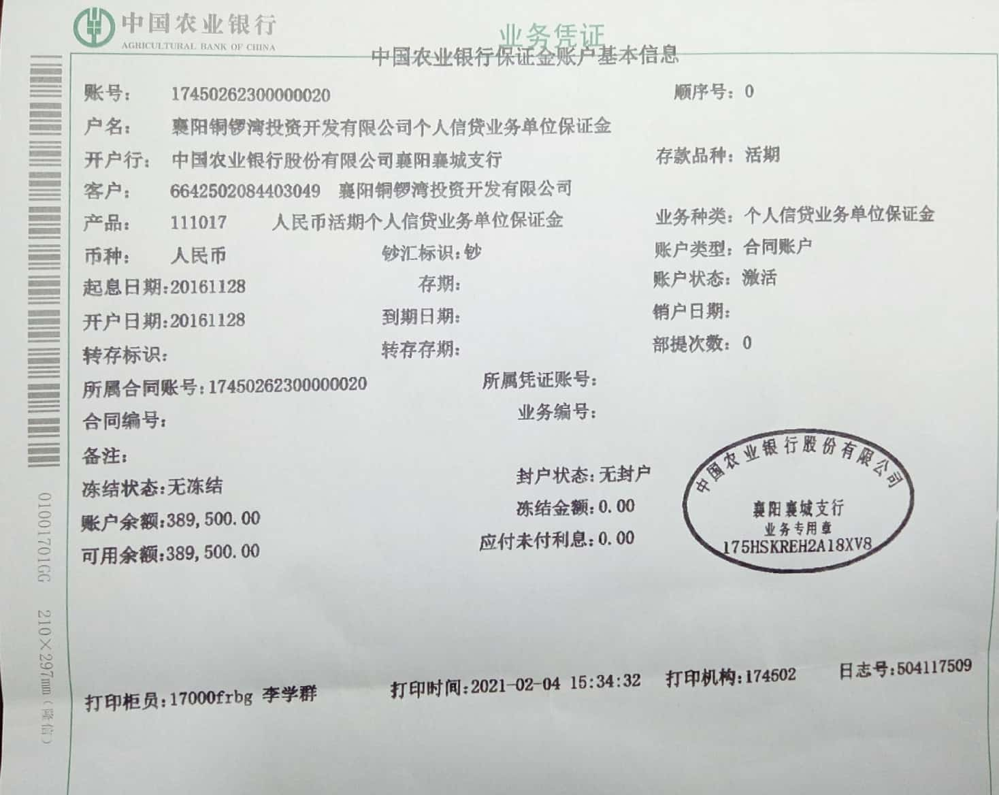 中国农业银行
AGRICULTURAL BANK OF CHINA
业务凭证
中国农业银行保证金账户基本信息
账号： 17450262300000020 顺序号：0
户名： 襄阳铜锣湾投资开发有限公司个人信贷业务单位保证金
开户行： 中国农业银行股份有限公司襄阳襄城支行 存款品种：活期
客户： 6642502084403049 襄阳铜锣湾投资开发有限公司
产品： 111017 人民币活期个人信贷业务单位保证金 业务种类：个人信贷业务单位保证金
币种： 人民币 钞汇标识:钞 账户类型：合同账户
起息日期:20161128 存期: 账户状态：激活
开户日期:20161128 到期日期: 销户日期:
转存标识: 转存存期: 部提次数：0
所属合同账号:17450262300000020 所属凭证账号:
合同编号: 业务编号:
备注:
冻结状态:无冻结 封户状态:无封户
账户余额:389,500.00 冻结金额:0.00
可用余额:389,500.00 应付未付利息:0.00
中国农业银行股份有限公司
襄阳襄城支行
业务专用章
175HSKREH2A18XV8
打印柜员:17000frbg 李学群 打印时间:2021-02-04 15:34:32 打印机构:174502 日志号:504117509
01001701GG 210×297㎜（隆信）